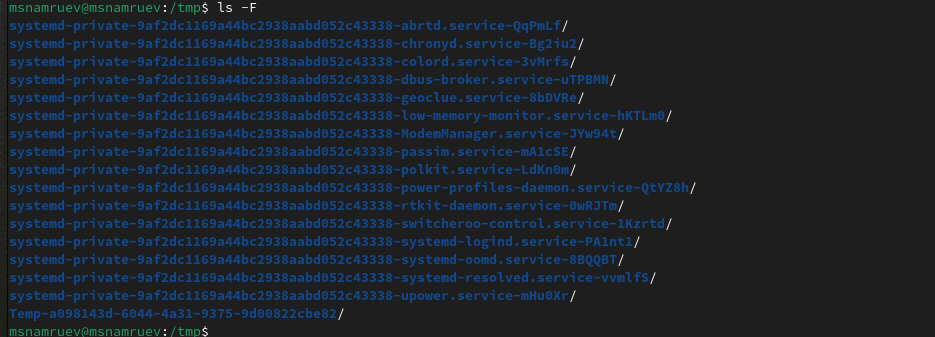 msnamruev@msnamruev:/tmp$ ls -F
systemd-private-9af2dc1169a44bc2938aabd052c43338-abrtd.service-QqPmLf/
systemd-private-9af2dc1169a44bc2938aabd052c43338-chronyd.service-Bg2iu2/
systemd-private-9af2dc1169a44bc2938aabd052c43338-colord.service-3vMrfs/
systemd-private-9af2dc1169a44bc2938aabd052c43338-dbus-broker.service-uTPBMN/
systemd-private-9af2dc1169a44bc2938aabd052c43338-geoclue.service-8bDVRe/
systemd-private-9af2dc1169a44bc2938aabd052c43338-low-memory-monitor.service-hKTLm0/
systemd-private-9af2dc1169a44bc2938aabd052c43338-ModemManager.service-JYw94t/
systemd-private-9af2dc1169a44bc2938aabd052c43338-passim.service-mA1cSE/
systemd-private-9af2dc1169a44bc2938aabd052c43338-polkit.service-LdKn0m/
systemd-private-9af2dc1169a44bc2938aabd052c43338-power-profiles-daemon.service-QtYZ8h/
systemd-private-9af2dc1169a44bc2938aabd052c43338-rtkit-daemon.service-0wRJTm/
systemd-private-9af2dc1169a44bc2938aabd052c43338-switcheroo-control.service-1Kzrtd/
systemd-private-9af2dc1169a44bc2938aabd052c43338-systemd-logind.service-PA1nt1/
systemd-private-9af2dc1169a44bc2938aabd052c43338-systemd-oomd.service-8BQQBT/
systemd-private-9af2dc1169a44bc2938aabd052c43338-systemd-resolved.service-vvmlfS/
systemd-private-9af2dc1169a44bc2938aabd052c43338-upower.service-mHu0Xr/
Temp-a098143d-6044-4a31-9375-9d00822cbe82/
msnamruev@msnamruev:/tmp$